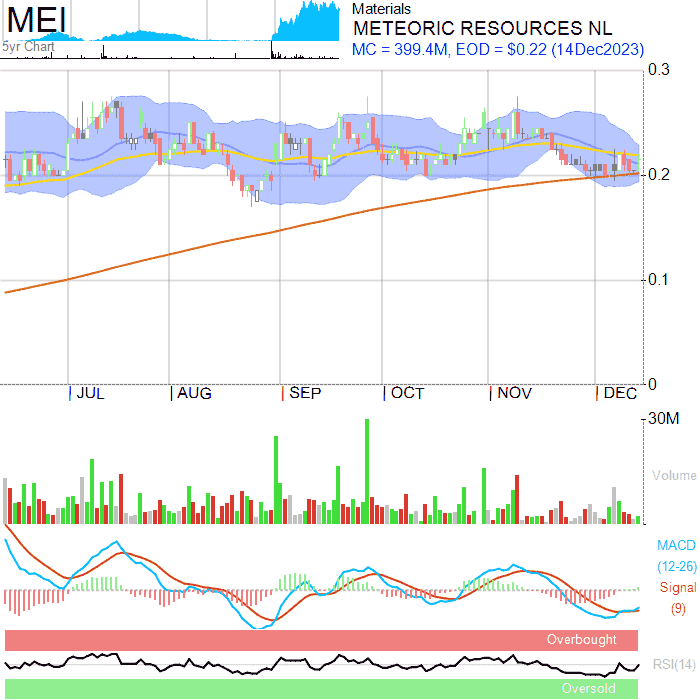 MEI
5yr Chart
Materials
METEORIC RESOURCES NL
MC = 399.4M, EOD = $0.22 (14Dec2023)
0.3
0.2
0.1
0
JUL AUG SEP OCT NOV DEC
30M
Volume
MACD
(12-26)
Signal
(9)
Overbought
RSI(14)
Oversold